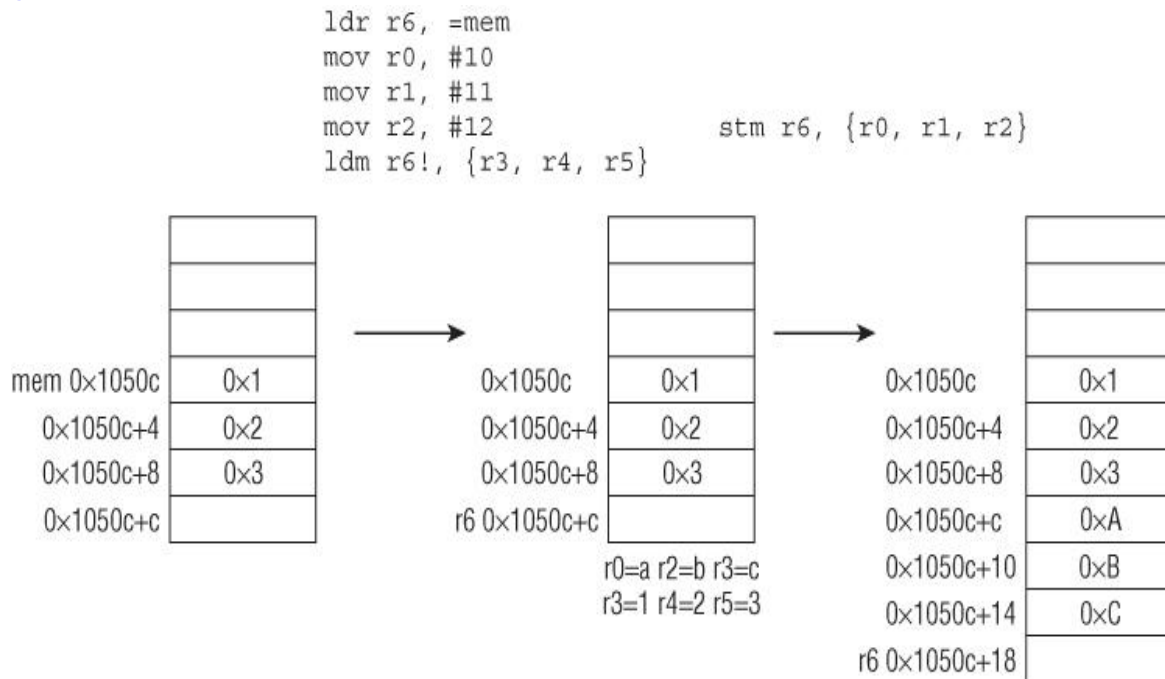 ldr r6, =mem
mov r0, #10
mov r1, #11
mov r2, #12
stm r6, {r0, r1, r2}
ldm r6!, {r3, r4, r5}
mem 0×1050c 0×1
0×1050c+4 0×2
0×1050c+8 0×3
0×1050c+c
0×1050c 0×1
0×1050c+4 0×2
0×1050c+8 0×3
r6 0×1050c+c
r0=a r2=b r3=c
r3=1 r4=2 r5=3
0×1050c 0×1
0×1050c+4 0×2
0×1050c+8 0×3
0×1050c+c 0×A
0×1050c+10 0×B
0×1050c+14 0×C
r6 0×1050c+18